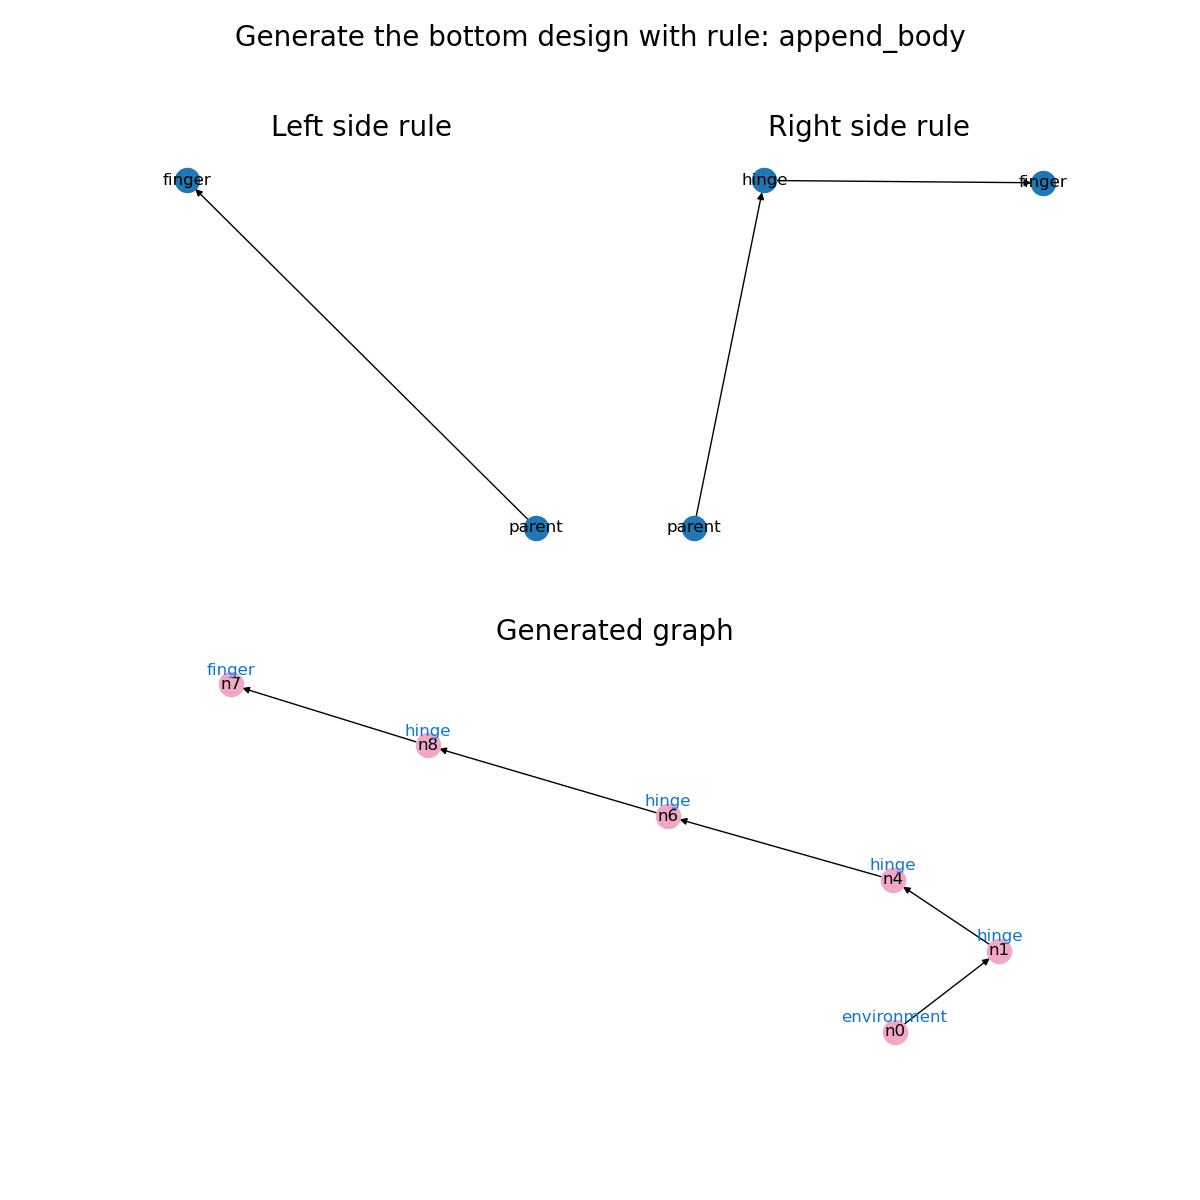 Generate the bottom design with rule: append_body
Left side rule
Right side rule
finger
hinge
finger
parent
parent
Generated graph
finger
n7
hinge
n8
hinge
n6
hinge
n4
hinge
n1
environment
n0